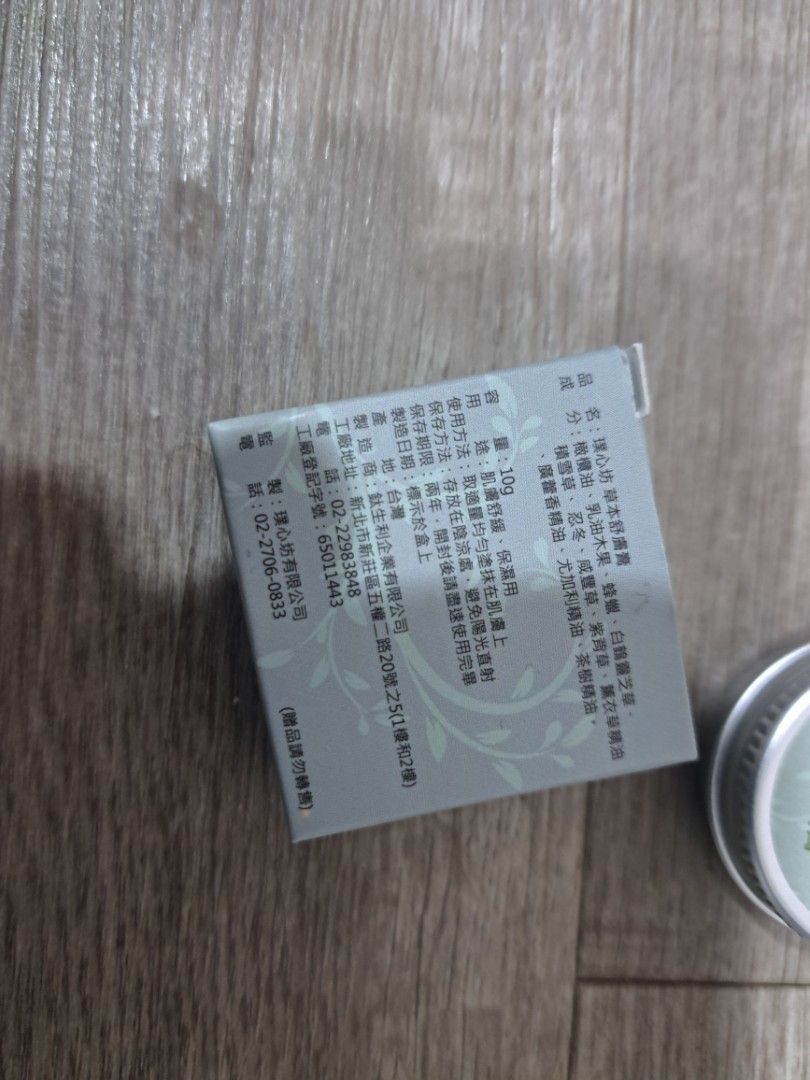 品　名：璞心坊 草本舒膚膏
成　分：橄欖油、乳油木果、蜂蠟、白鶴靈芝草、
積雪草、忍冬、咸豐草、紫背草、薰衣草精油
、廣藿香精油、尤加利精油、茶樹精油。
容　量：10g
用　途：肌膚舒緩、保濕用
使用方法：取適量均勻塗抹在肌膚上
保存方法：存放在陰涼處、避免陽光直射
保存期限：兩年，開封後請盡速使用完畢
製造日期：標示於盒上
產　地：台灣
製 造 商：鈦生利企業有限公司
工廠地址：新北市新莊區五權二路20號之5(1樓和2樓)
電　話：02-22983848
工廠登記字號：65011443
監　製：璞心坊有限公司
電　話：02-2706-0833
(贈品請勿轉售)